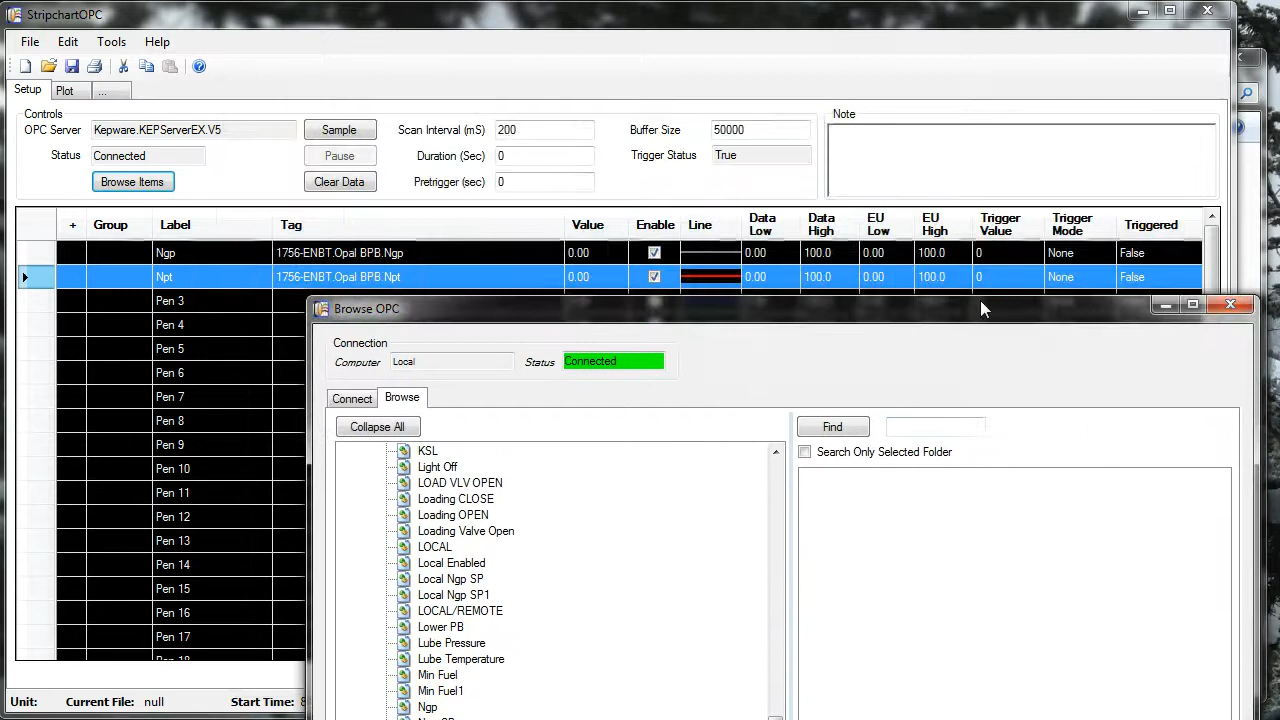 StripchartOPC
File Edit Tools Help
Setup Plot ...
Controls
OPC Server Kepware.KEPServerEX.V5 Sample Scan Interval (mS) 200 Buffer Size 50000 Note
Status Connected Pause Duration (Sec) 0 Trigger Status True
Browse Items Clear Data Pretrigger (sec) 0
+ Group Label Tag Value Enable Line Data Low Data High EU Low EU High Trigger Value Trigger Mode Triggered
Ngp 1756-ENBT.Opal BPB.Ngp 0.00 0.00 100.0 0.00 100.0 0 None False
Npt 1756-ENBT.Opal BPB.Npt 0.00 0.00 100.0 0.00 100.0 0 None False
Pen 3
Pen 4
Pen 5
Pen 6
Pen 7
Pen 8
Pen 9
Pen 10
Pen 11
Pen 12
Pen 13
Pen 14
Pen 15
Pen 16
Pen 17
Unit: Current File: null Start Time:
Browse OPC
Connection
Computer Local Status Connected
Connect Browse
Collapse All Find
Search Only Selected Folder
KSL
Light Off
LOAD VLV OPEN
Loading CLOSE
Loading OPEN
Loading Valve Open
LOCAL
Local Enabled
Local Ngp SP
Local Ngp SP1
LOCAL/REMOTE
Lower PB
Lube Pressure
Lube Temperature
Min Fuel
Min Fuel1
Ngp